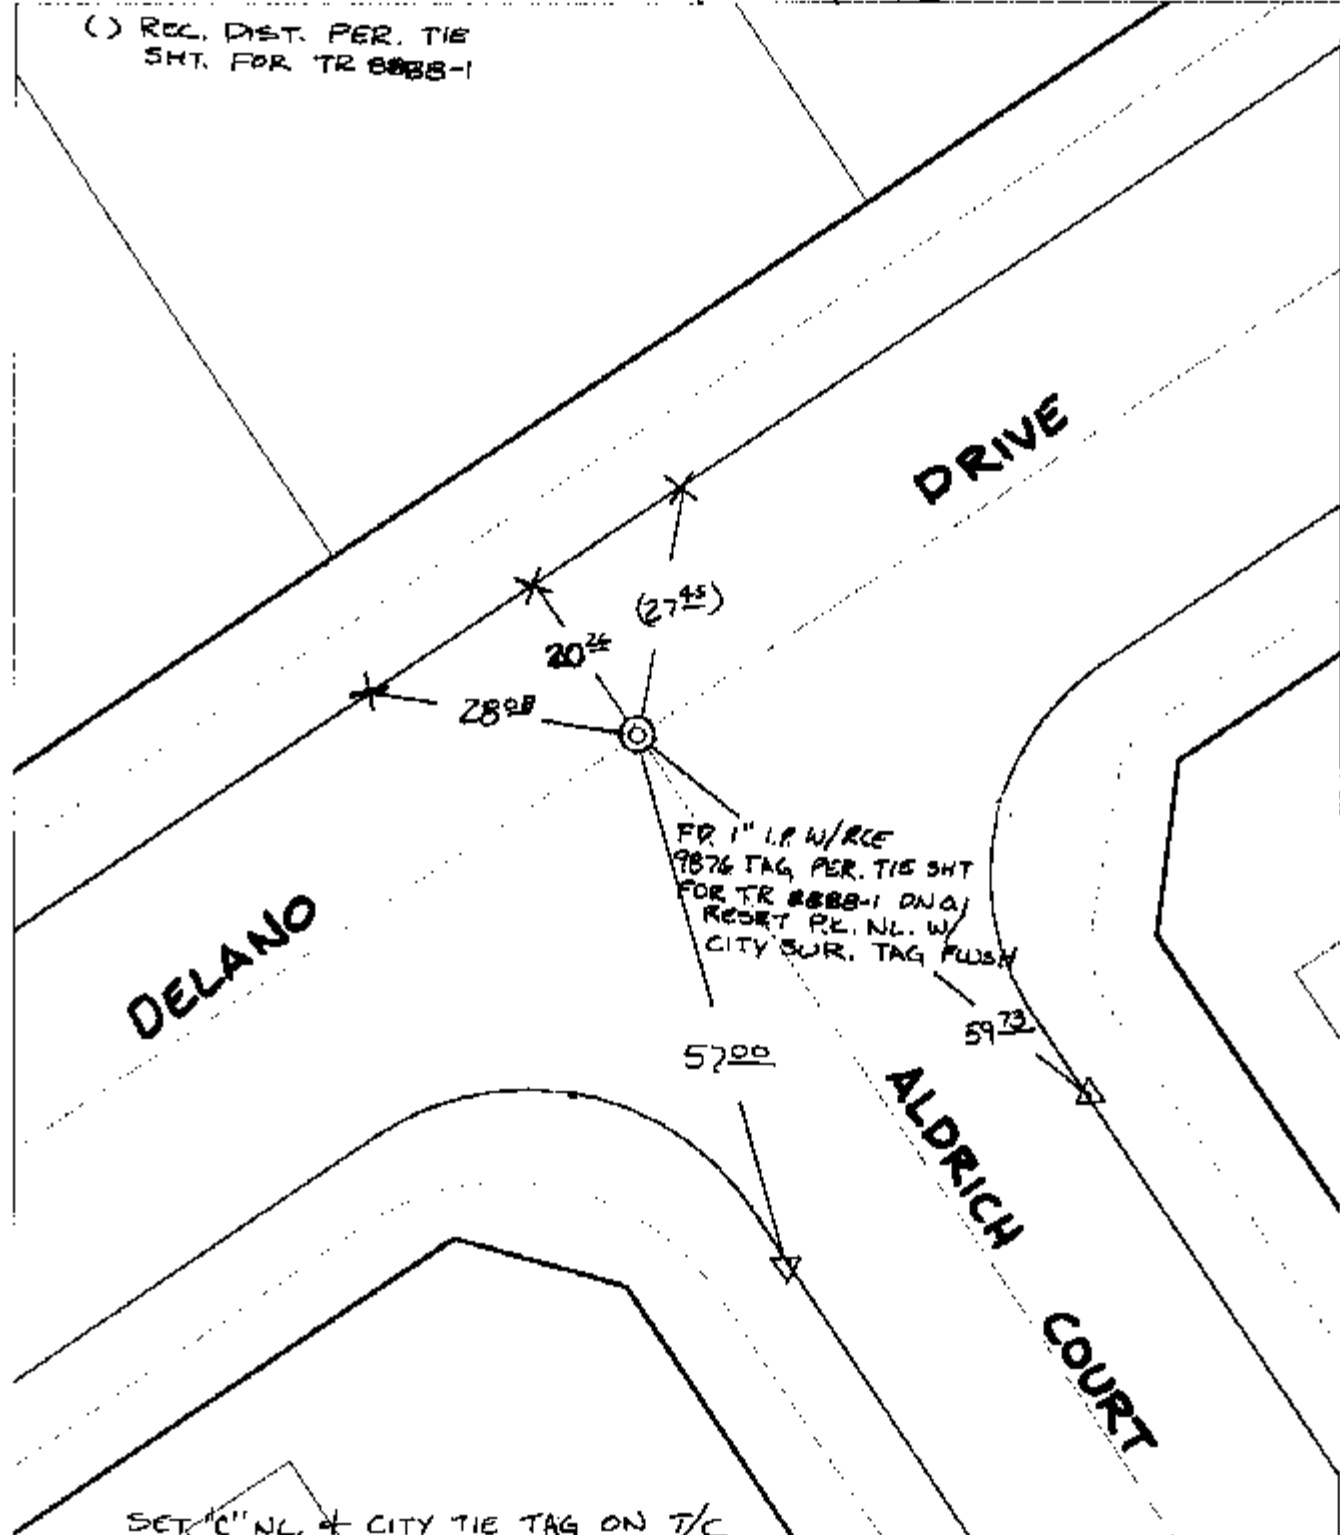 ( ) REC. DIST. PER. TIE
SHT. FOR TR 8888-1
DRIVE
(27 45)
20 26
28 08
FD. 1" I.P. W/RCE
9876 TAG PER. TIE SHT
FOR TR 8888-1 DNQ,
RESET P.K. NL. W/
CITY SUR. TAG FLUSH
DELANO
59 73
57 00
ALDRICH
COURT
SET "C" NL. & CITY TIE TAG ON T/C